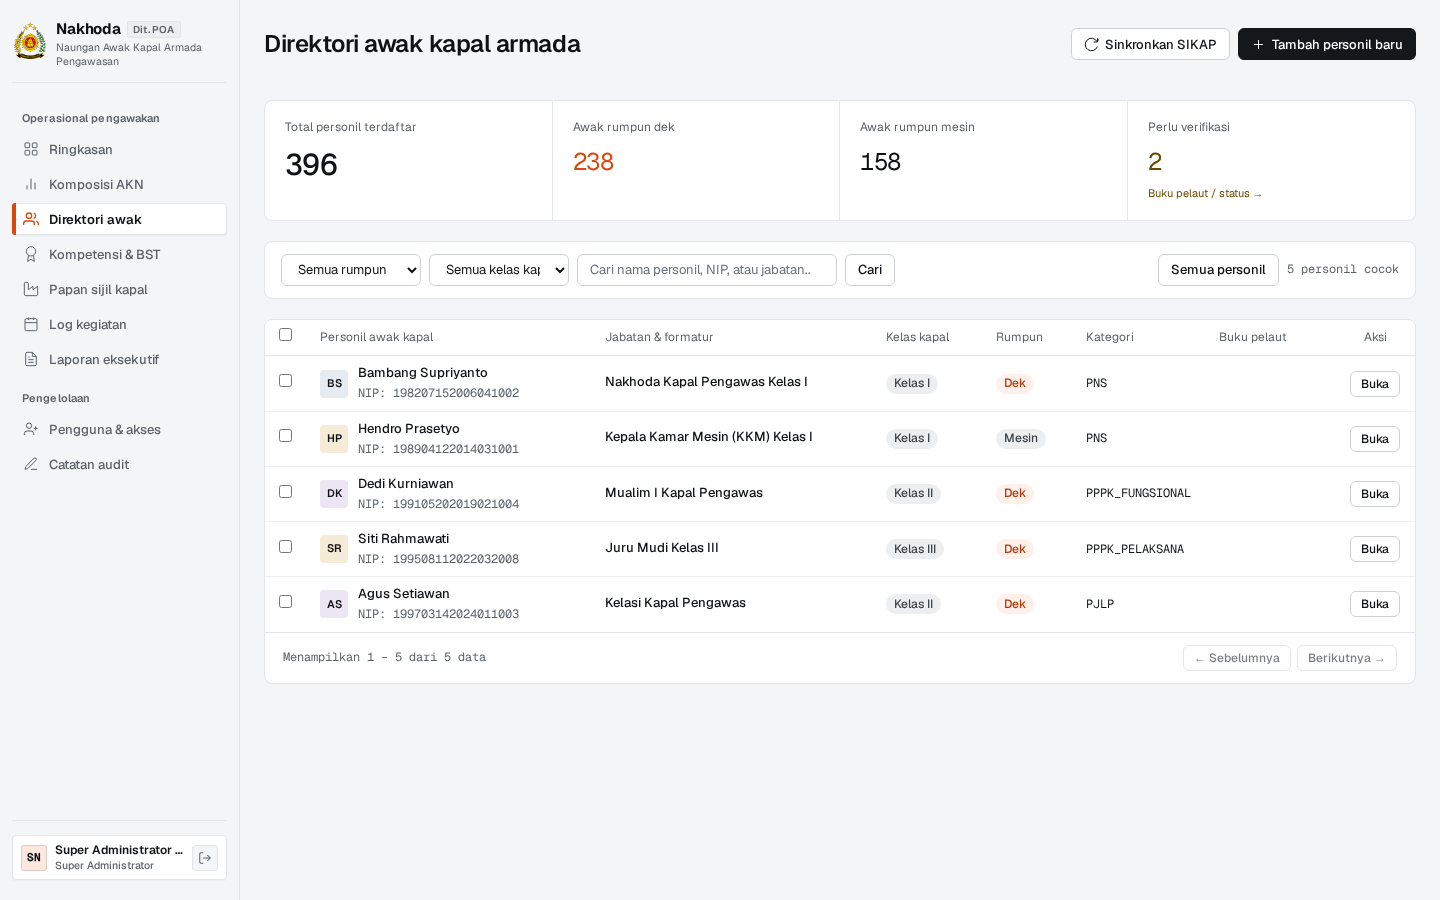 Nakhoda Dit. POA
Naungan Awak Kapal Armada
Pengawasan
Operasional pengawakan
Ringkasan
Komposisi AKN
Direktori awak
Kompetensi & BST
Papan sijil kapal
Log kegiatan
Laporan eksekutif
Pengelolaan
Pengguna & akses
Catatan audit
SN
Super Administrator ...
Super Administrator
Direktori awak kapal armada
Sinkronkan SIKAP
+ Tambah personil baru
Total personil terdaftar
396
Awak rumpun dek
238
Awak rumpun mesin
158
Perlu verifikasi
2
Buku pelaut / status →
Semua rumpun
Semua kelas kap
Cari nama personil, NIP, atau jabatan..
Cari
Semua personil
5 personil cocok
Personil awak kapal Jabatan & formatur Kelas kapal Rumpun Kategori Buku pelaut Aksi
BS Bambang Supriyanto
NIP: 198207152006041002
Nakhoda Kapal Pengawas Kelas I Kelas I Dek PNS Buka
HP Hendro Prasetyo
NIP: 198904122014031001
Kepala Kamar Mesin (KKM) Kelas I Kelas I Mesin PNS Buka
DK Dedi Kurniawan
NIP: 199105202019021004
Mualim I Kapal Pengawas Kelas II Dek PPPK_FUNGSIONAL Buka
SR Siti Rahmawati
NIP: 199508112022032008
Juru Mudi Kelas III Kelas III Dek PPPK_PELAKSANA Buka
AS Agus Setiawan
NIP: 199703142024011003
Kelasi Kapal Pengawas Kelas II Dek PJLP Buka
Menampilkan 1 – 5 dari 5 data
← Sebelumnya
Berikutnya →